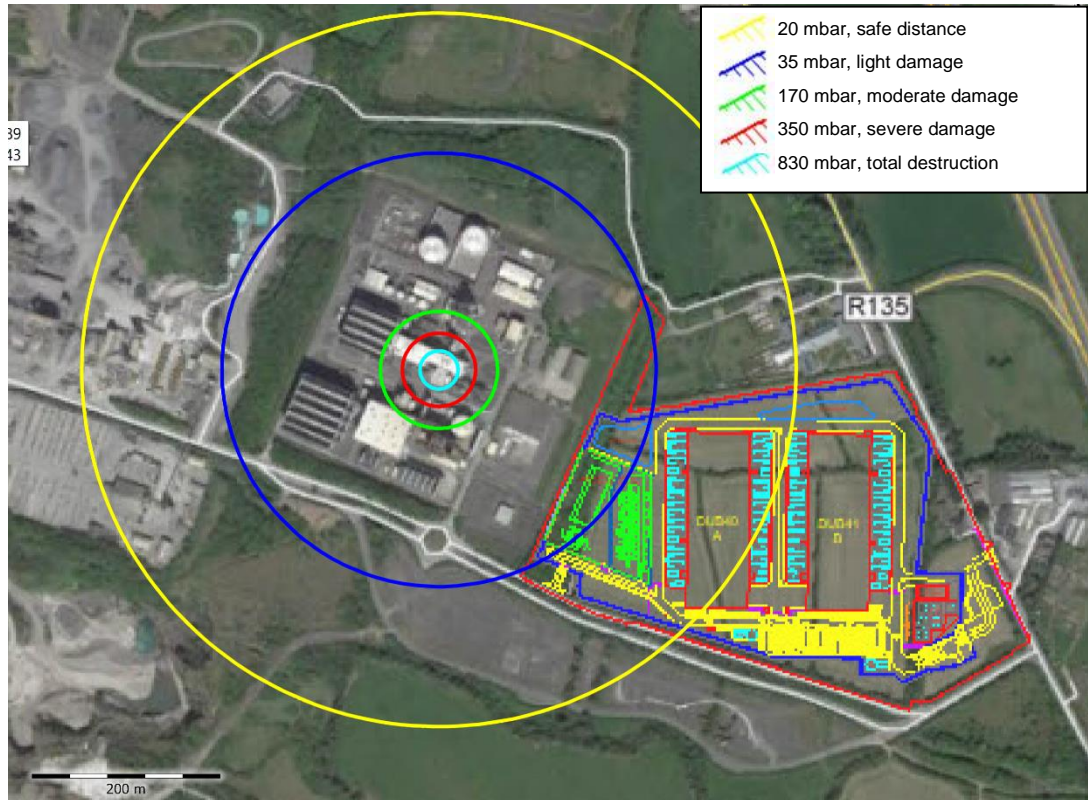 20 mbar, safe distance
35 mbar, light damage
170 mbar, moderate damage
350 mbar, severe damage
830 mbar, total destruction
39
43
R135
DUB40
A
DUB41
B
200 m